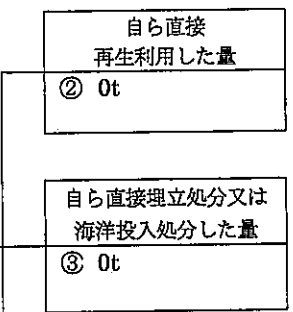 自ら直接
再生利用した量
② 0t
自ら直接埋立処分又は
海洋投入処分した量
③ 0t